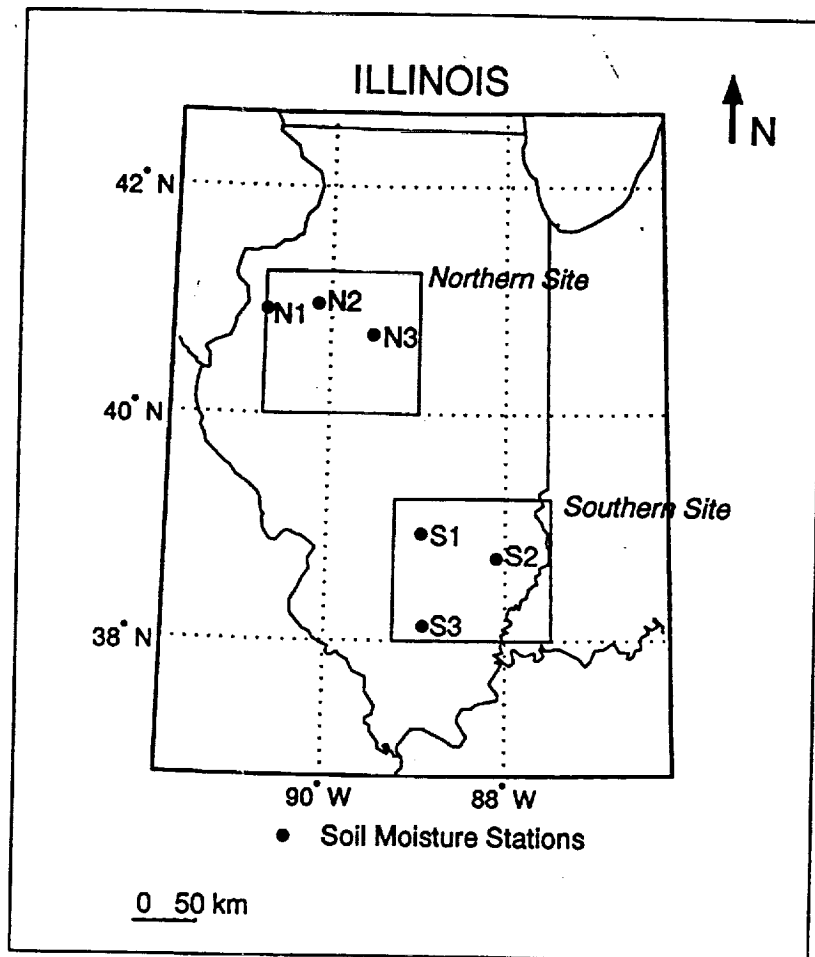 ILLINOIS
N
42° N
Northern Site
N1
N2
N3
40° N
Southern Site
S1
S2
38° N
S3
90° W
88° W
● Soil Moisture Stations
0 50 km